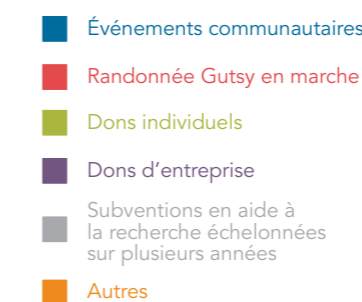 Événements communautaires
Randonnée Gutsy en marche
Dons individuels
Dons d’entreprise
Subventions en aide à
la recherche échelonnées
sur plusieurs années
Autres